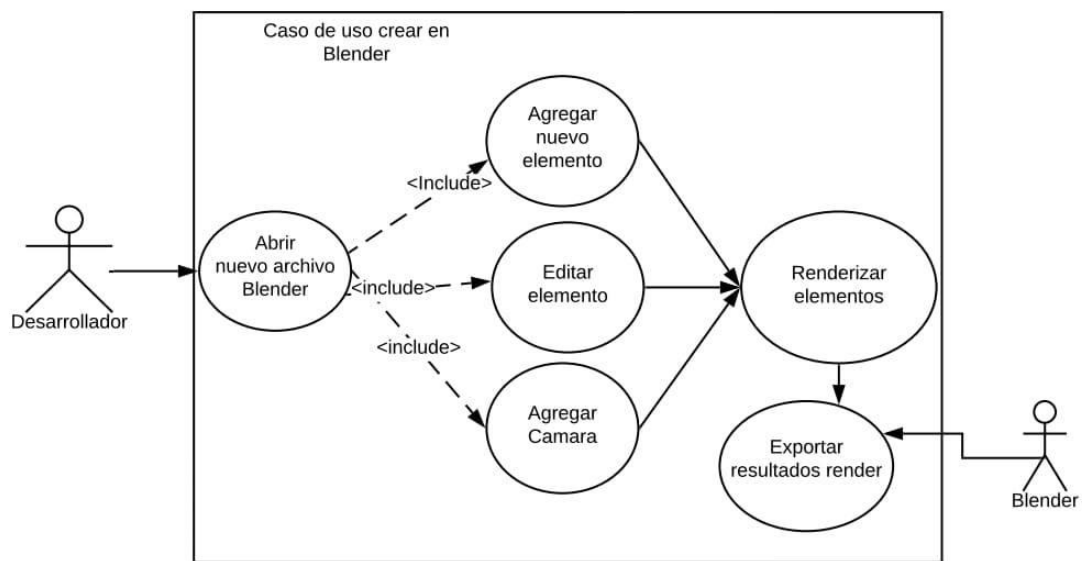 Caso de uso crear en
Blender
Agregar
nuevo
elemento
<Include>
Abrir
nuevo archivo
Blender
<include>
Editar
elemento
Renderizar
elementos
Desarrollador
<include>
Agregar
Camara
Exportar
resultados render
Blender